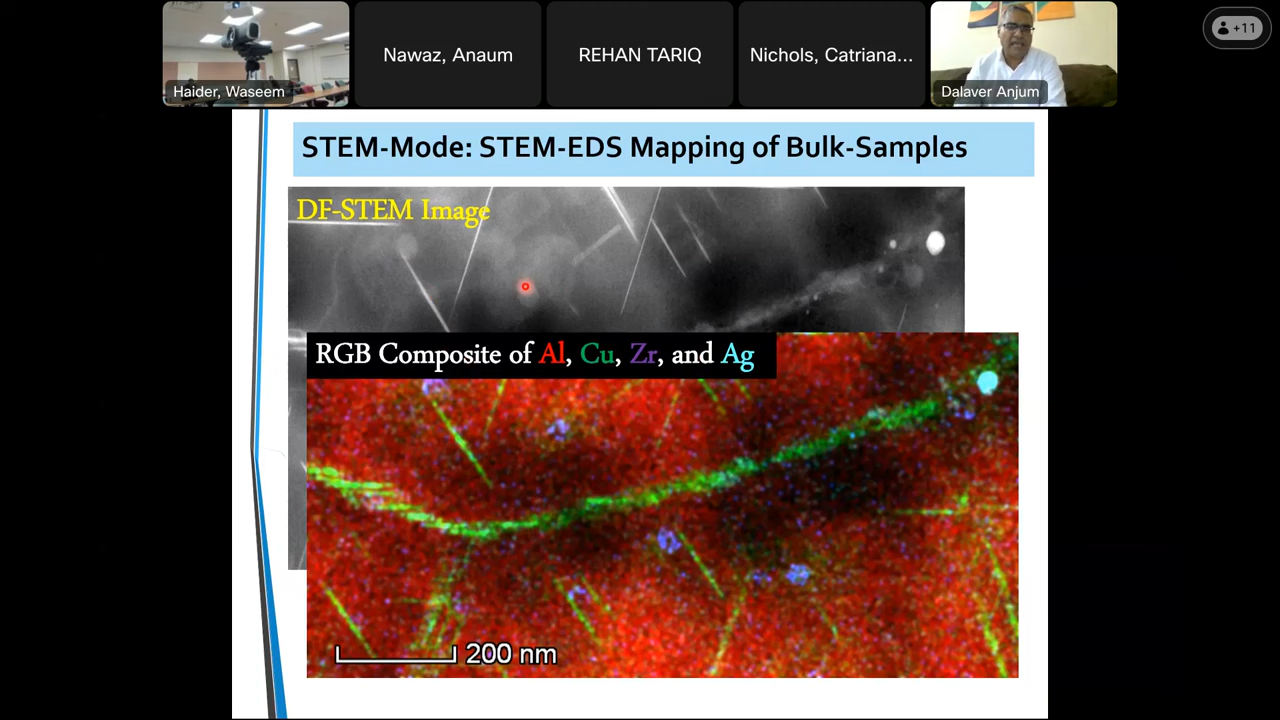 Haider, Waseem
Nawaz, Anaum
REHAN TARIQ
Nichols, Catriana...
Dalaver Anjum
+11
STEM-Mode: STEM-EDS Mapping of Bulk-Samples
DF-STEM Image
RGB Composite of Al, Cu, Zr, and Ag
200 nm